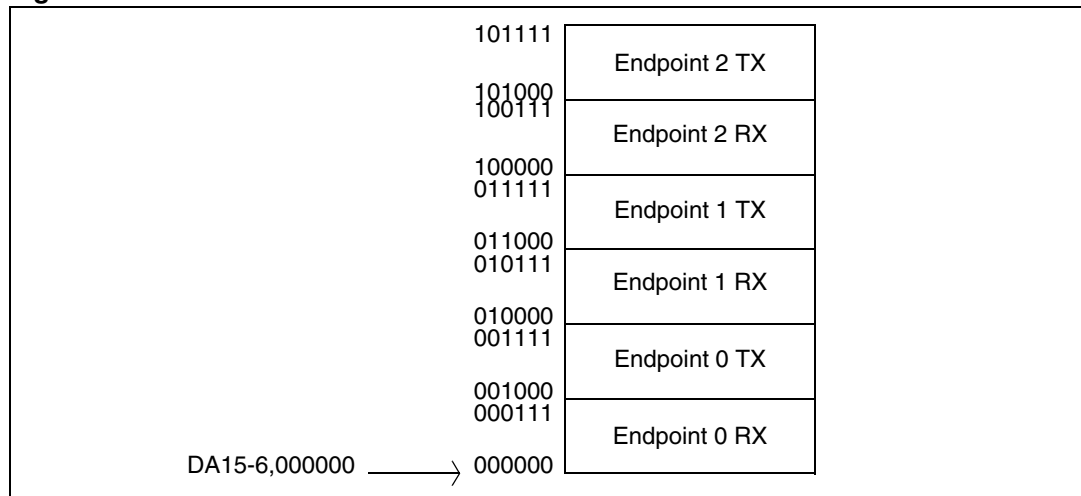 101111
Endpoint 2 TX
101000
100111
Endpoint 2 RX
100000
011111
Endpoint 1 TX
011000
010111
Endpoint 1 RX
010000
001111
Endpoint 0 TX
001000
000111
Endpoint 0 RX
DA15-6,000000 000000